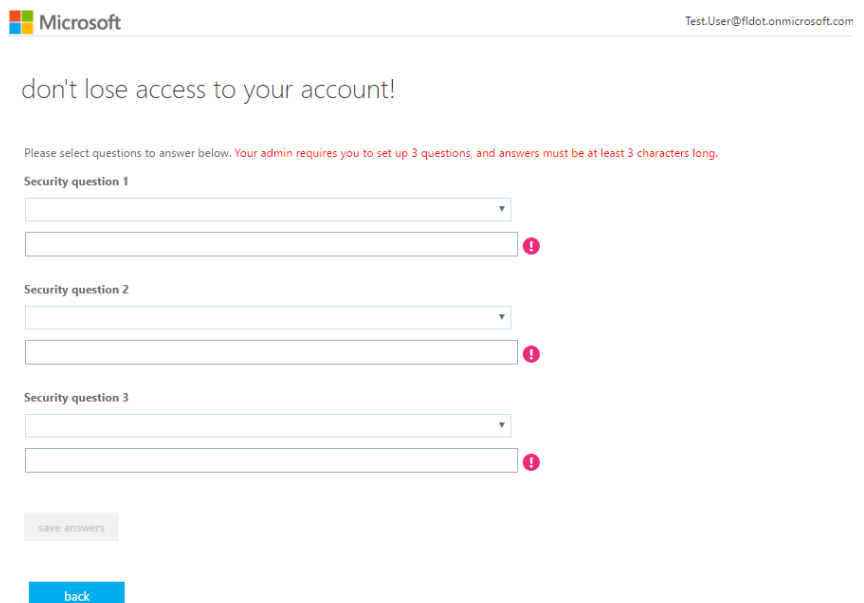 Microsoft
Test.User@fldot.onmicrosoft.com
don't lose access to your account!
Please select questions to answer below. Your admin requires you to set up 3 questions, and answers must be at least 3 characters long.
Security question 1
Security question 2
Security question 3
save answers
back